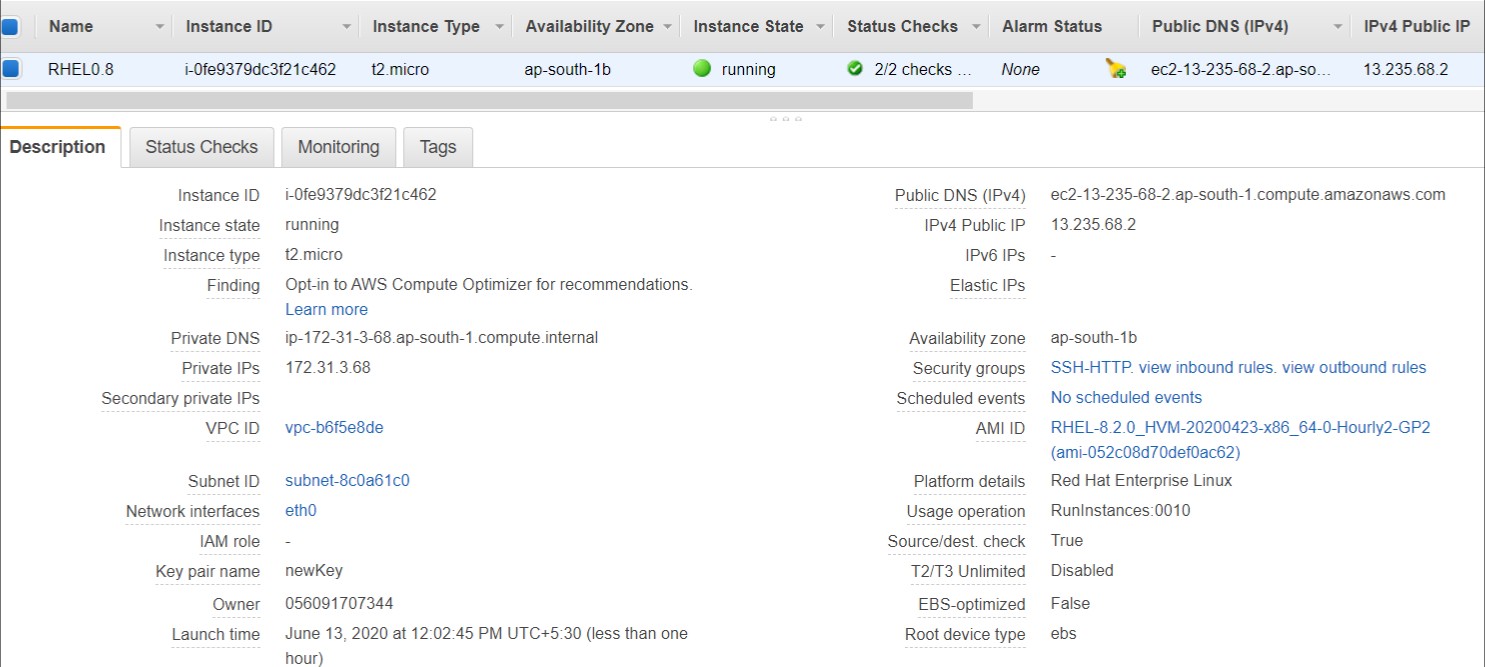 Name Instance ID Instance Type Availability Zone Instance State Status Checks Alarm Status Public DNS (IPv4) IPv4 Public IP
RHEL0.8 i-0fe9379dc3f21c462 t2.micro ap-south-1b running 2/2 checks ... None ec2-13-235-68-2.ap-so... 13.235.68.2
Description Status Checks Monitoring Tags
Instance ID i-0fe9379dc3f21c462 Public DNS (IPv4) ec2-13-235-68-2.ap-south-1.compute.amazonaws.com
Instance state running IPv4 Public IP 13.235.68.2
Instance type t2.micro IPv6 IPs -
Finding Opt-in to AWS Compute Optimizer for recommendations. Elastic IPs
Learn more
Private DNS ip-172-31-3-68.ap-south-1.compute.internal Availability zone ap-south-1b
Private IPs 172.31.3.68 Security groups SSH-HTTP. view inbound rules. view outbound rules
Secondary private IPs Scheduled events No scheduled events
VPC ID vpc-b6f5e8de AMI ID RHEL-8.2.0_HVM-20200423-x86_64-0-Hourly2-GP2
(ami-052c08d70def0ac62)
Subnet ID subnet-8c0a61c0 Platform details Red Hat Enterprise Linux
Network interfaces eth0 Usage operation RunInstances:0010
IAM role - Source/dest. check True
Key pair name newKey T2/T3 Unlimited Disabled
Owner 056091707344 EBS-optimized False
Launch time June 13, 2020 at 12:02:45 PM UTC+5:30 (less than one Root device type ebs
hour)